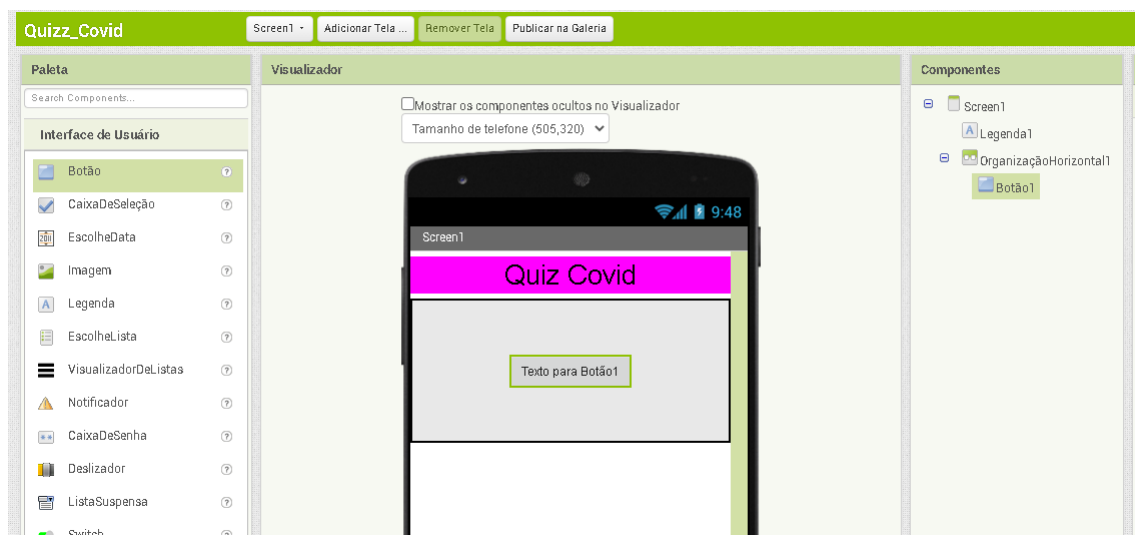 Quizz_Covid
Screen1
Adicionar Tela ...
Remover Tela
Publicar na Galeria
Paleta
Search Components...
Interface de Usuário
Botão
CaixaDeSeleção
EscolheData
Imagem
Legenda
EscolheLista
VisualizadorDeListas
Notificador
CaixaDeSenha
Deslizador
ListaSuspensa
Switch
Visualizador
Mostrar os componentes ocultos no Visualizador
Tamanho de telefone (505,320)
9:48
Screen1
Quiz Covid
Texto para Botão1
Componentes
Screen1
Legenda1
OrganizaçãoHorizontal1
Botão1